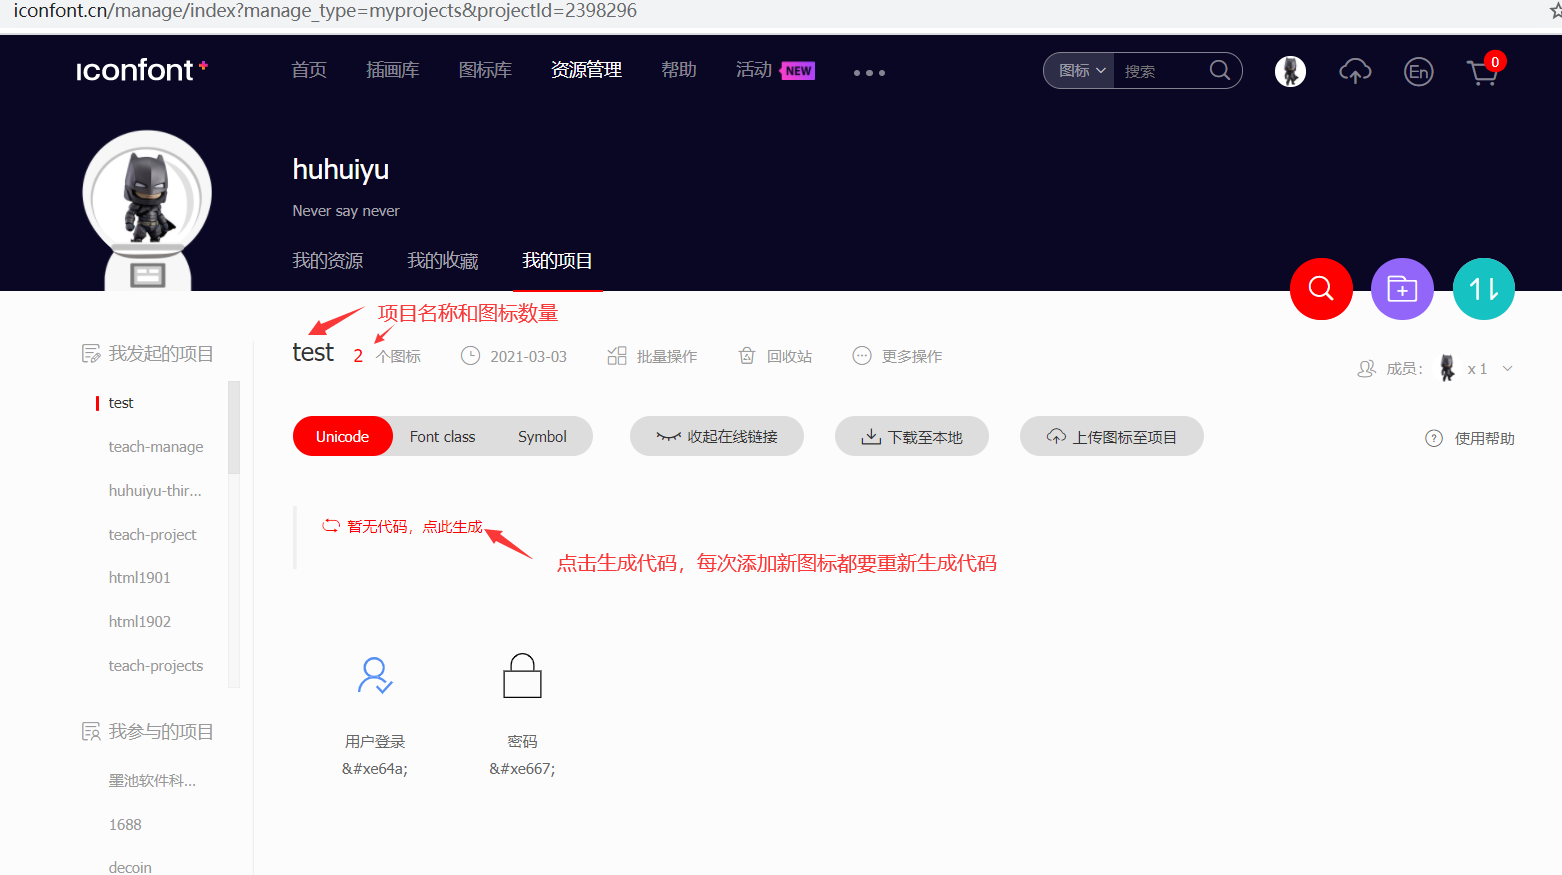 iconfont.cn/manage/index?manage_type=myprojects&projectId=2398296
iconfont+ 首页 插画库 图标库 资源管理 帮助 活动 NEW 图标 搜索 En 0
huhuiyu
Never say never
我的资源 我的收藏 我的项目
项目名称和图标数量
我发起的项目
test 2 个图标 2021-03-03 批量操作 回收站 更多操作
成员: x 1
test
teach-manage
huhuiyu-thir...
teach-project
html1901
html1902
teach-projects
Unicode Font class Symbol 收起在线链接 下载至本地 上传图标至项目 使用帮助
暂无代码，点此生成
点击生成代码，每次添加新图标都要重新生成代码
用户登录 密码
&#xe64a; &#xe667;
我参与的项目
墨池软件科...
1688
decoin